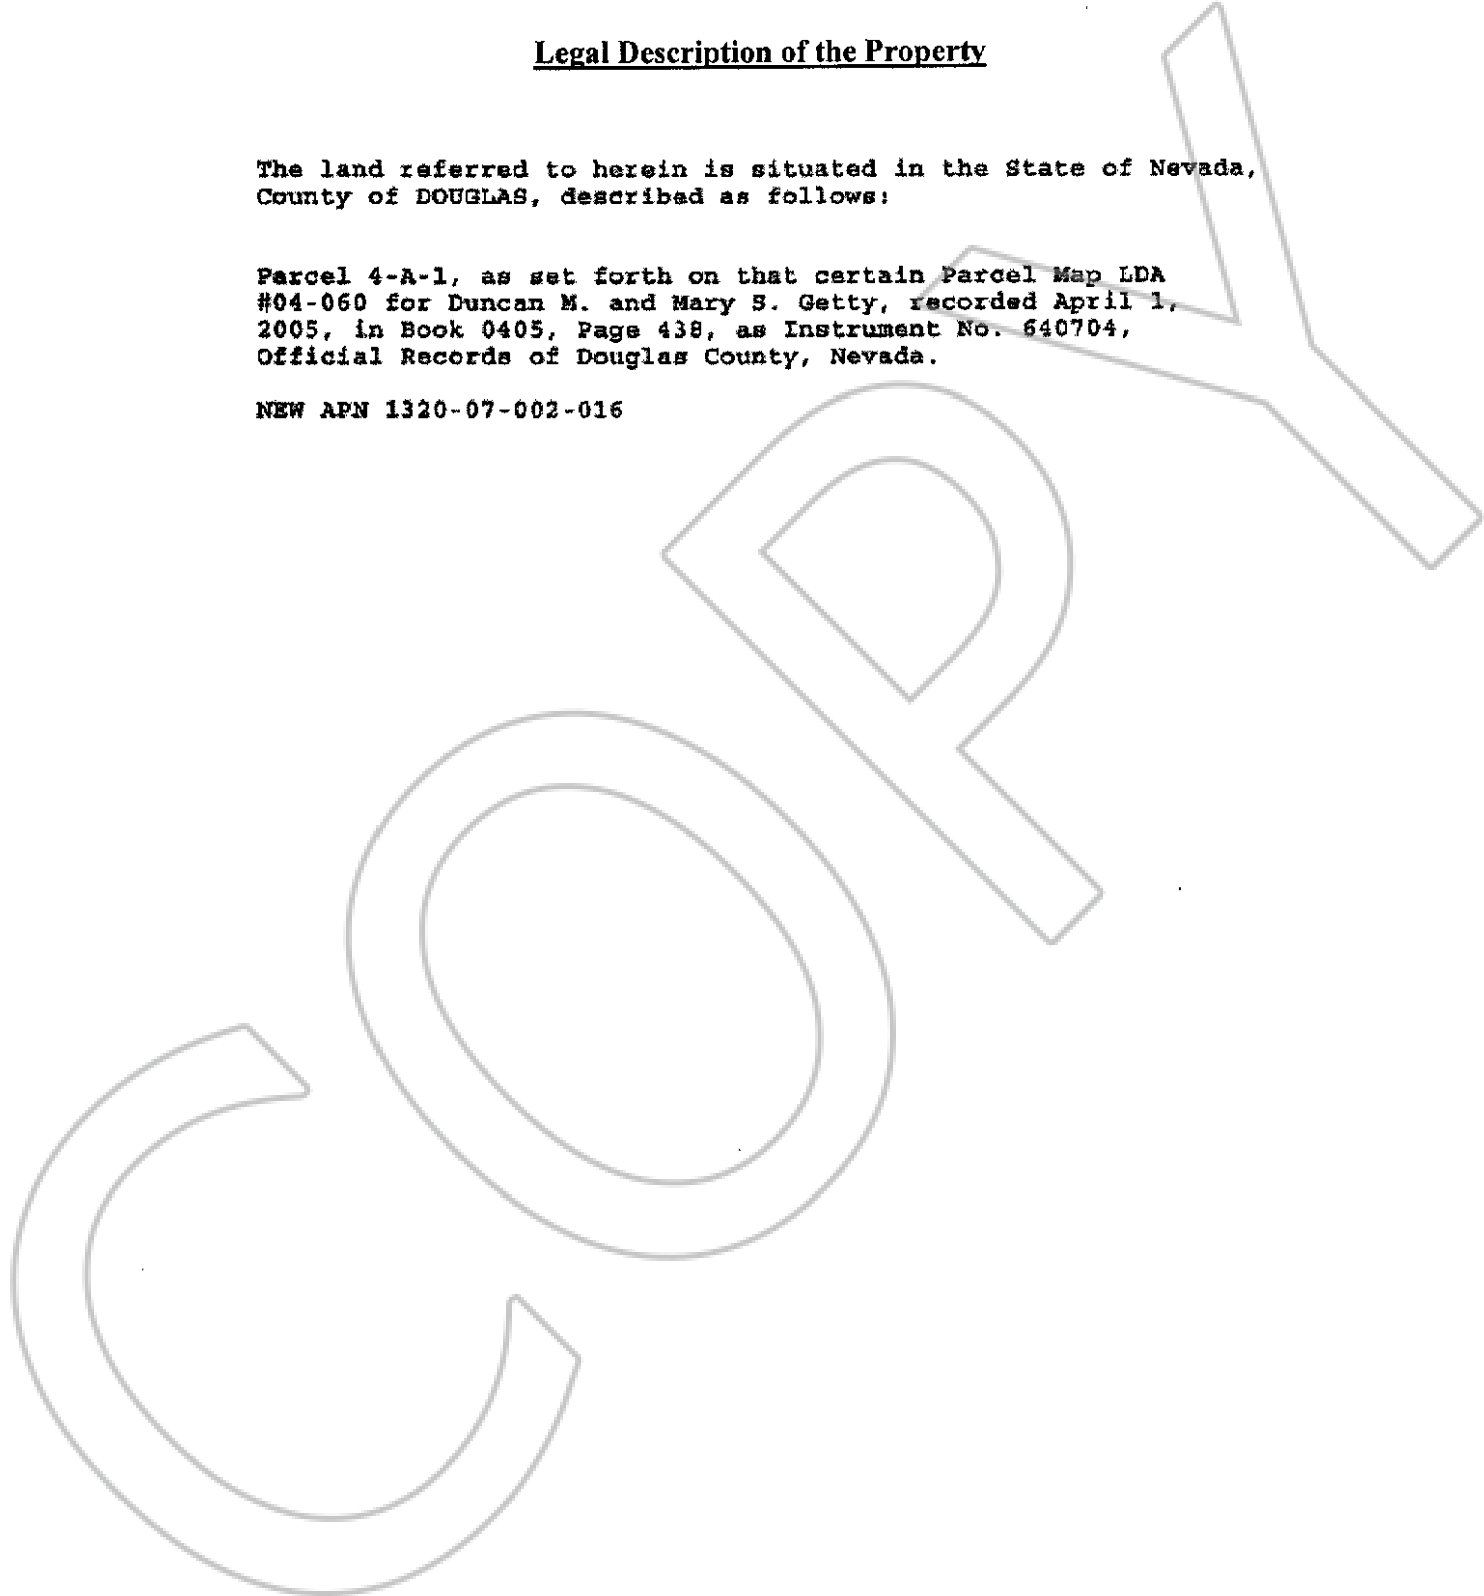 Legal Description of the Property
The land referred to herein is situated in the State of Nevada,
County of DOUGLAS, described as follows:
Parcel 4-A-1, as set forth on that certain Parcel Map LDA
#04-060 for Duncan M. and Mary S. Getty, recorded April 1,
2005, in Book 0405, Page 438, as Instrument No. 640704,
Official Records of Douglas County, Nevada.
NEW APN 1320-07-002-016
COPY